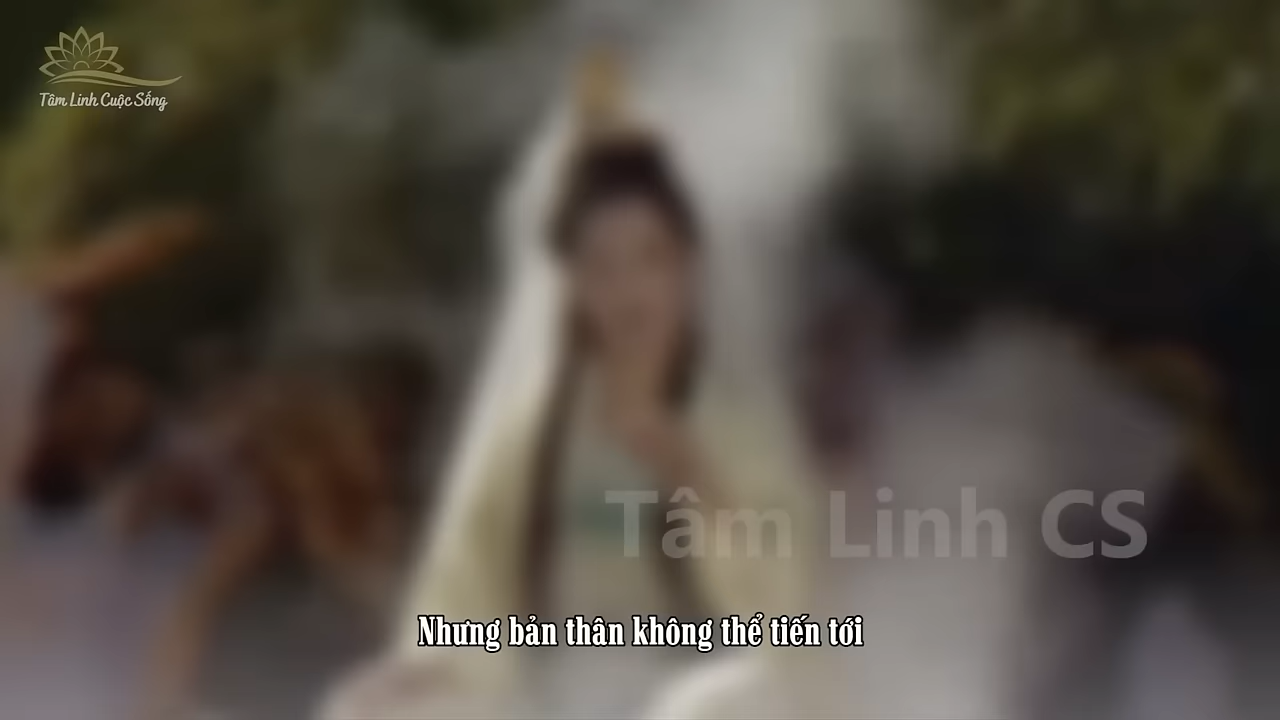 Tâm Linh Cuộc Sống
Tâm Linh CS
Nhưng bản thân không thể tiến tới